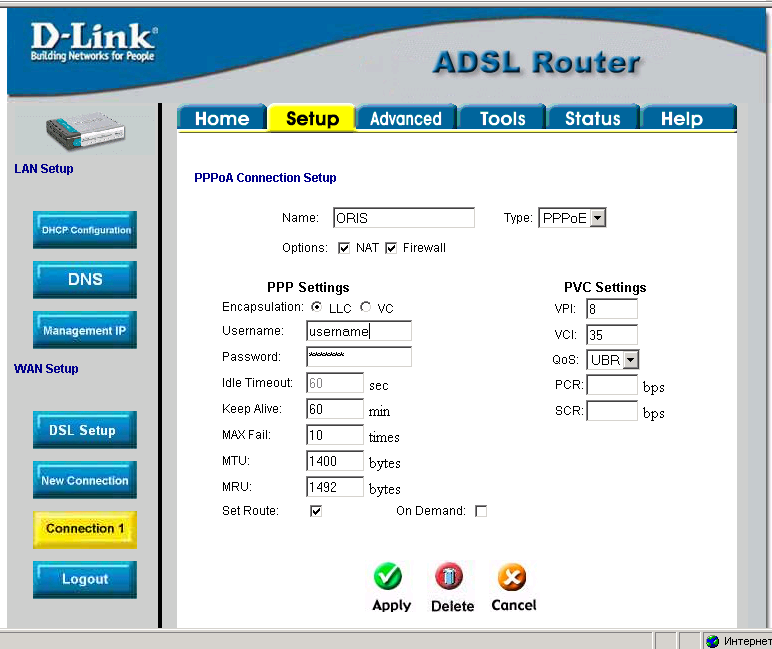 D-Link®
Building Networks for People
ADSL Router
Home Setup Advanced Tools Status Help
LAN Setup
DHCP Configuration
DNS
Management IP
WAN Setup
DSL Setup
New Connection
Connection 1
Logout
PPPoA Connection Setup
Name: ORIS Type: PPPoE
Options: NAT Firewall
PPP Settings
Encapsulation: LLC VC
Username: username
Password: *******
Idle Timeout: 60 sec
Keep Alive: 60 min
MAX Fail: 10 times
MTU: 1400 bytes
MRU: 1492 bytes
Set Route: On Demand:
PVC Settings
VPI: 8
VCI: 35
QoS: UBR
PCR: bps
SCR: bps
Apply Delete Cancel
Интернет